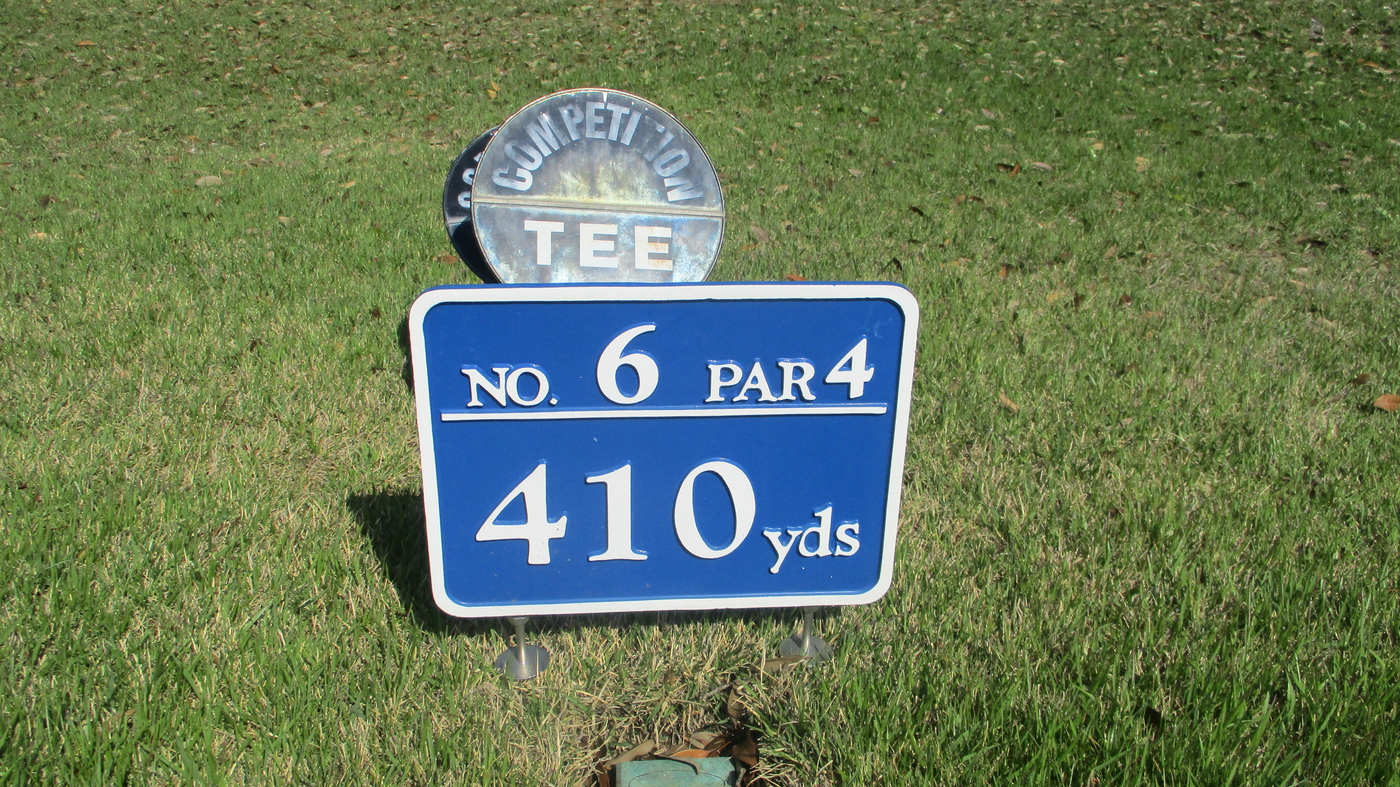 COMPETITION
TEE
NO. 6 PAR 4
410 yds